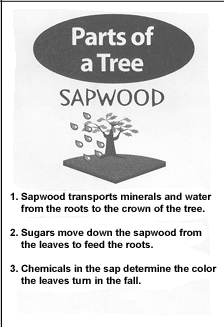 Parts of
a Tree
SAPWOOD
1. Sapwood transports minerals and water
from the roots to the crown of the tree.
2. Sugars move down the sapwood from
the leaves to feed the roots.
3. Chemicals in the sap determine the color
the leaves turn in the fall.